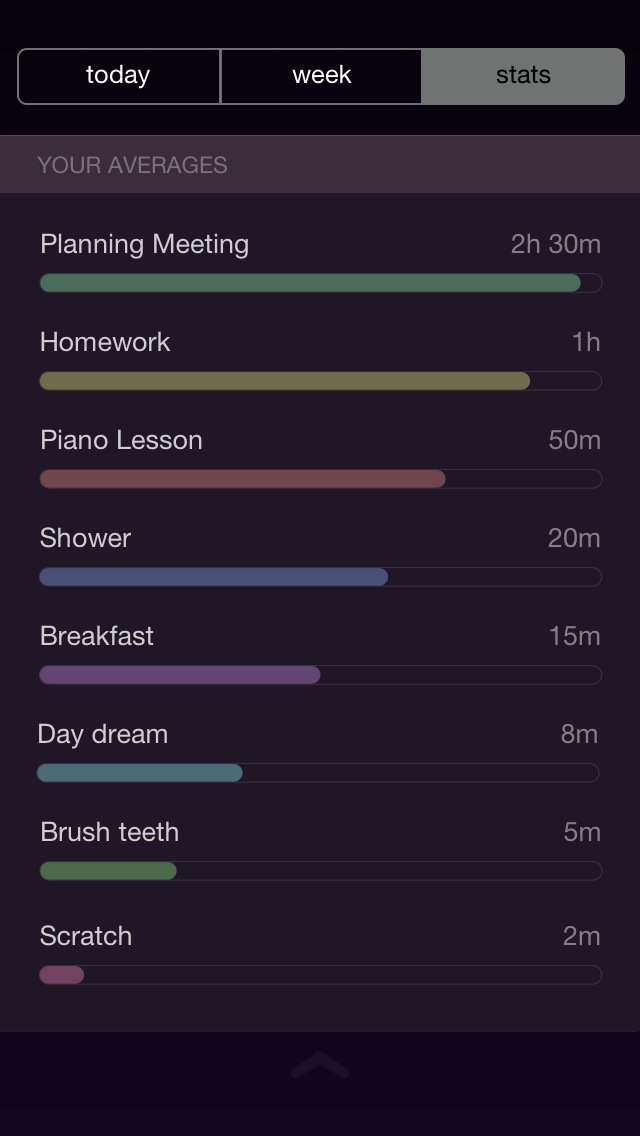 today week stats
YOUR AVERAGES
Planning Meeting 2h 30m
Homework 1h
Piano Lesson 50m
Shower 20m
Breakfast 15m
Day dream 8m
Brush teeth 5m
Scratch 2m